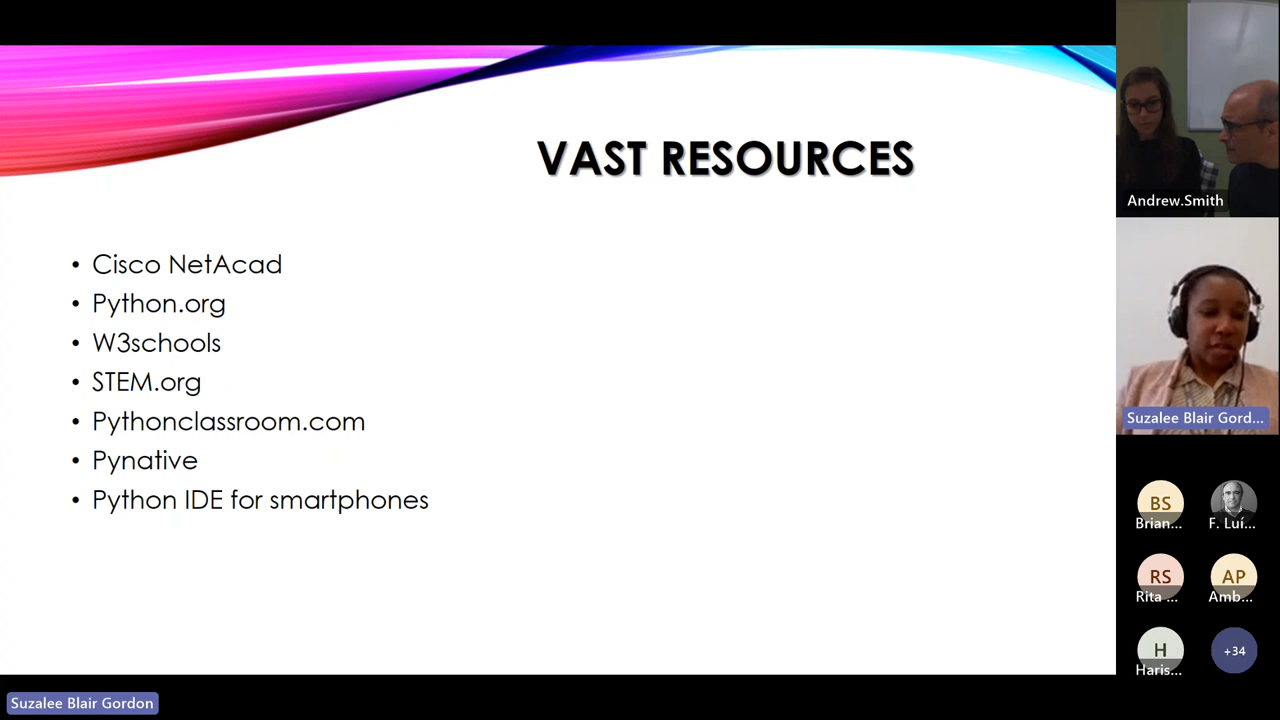 VAST RESOURCES
• Cisco NetAcad
• Python.org
• W3schools
• STEM.org
• Pythonclassroom.com
• Pynative
• Python IDE for smartphones
Andrew.Smith
Suzalee Blair Gord...
BS
Brian...
F. Luí...
RS
Rita ...
AP
Amb...
H
Haris...
+34
Suzalee Blair Gordon